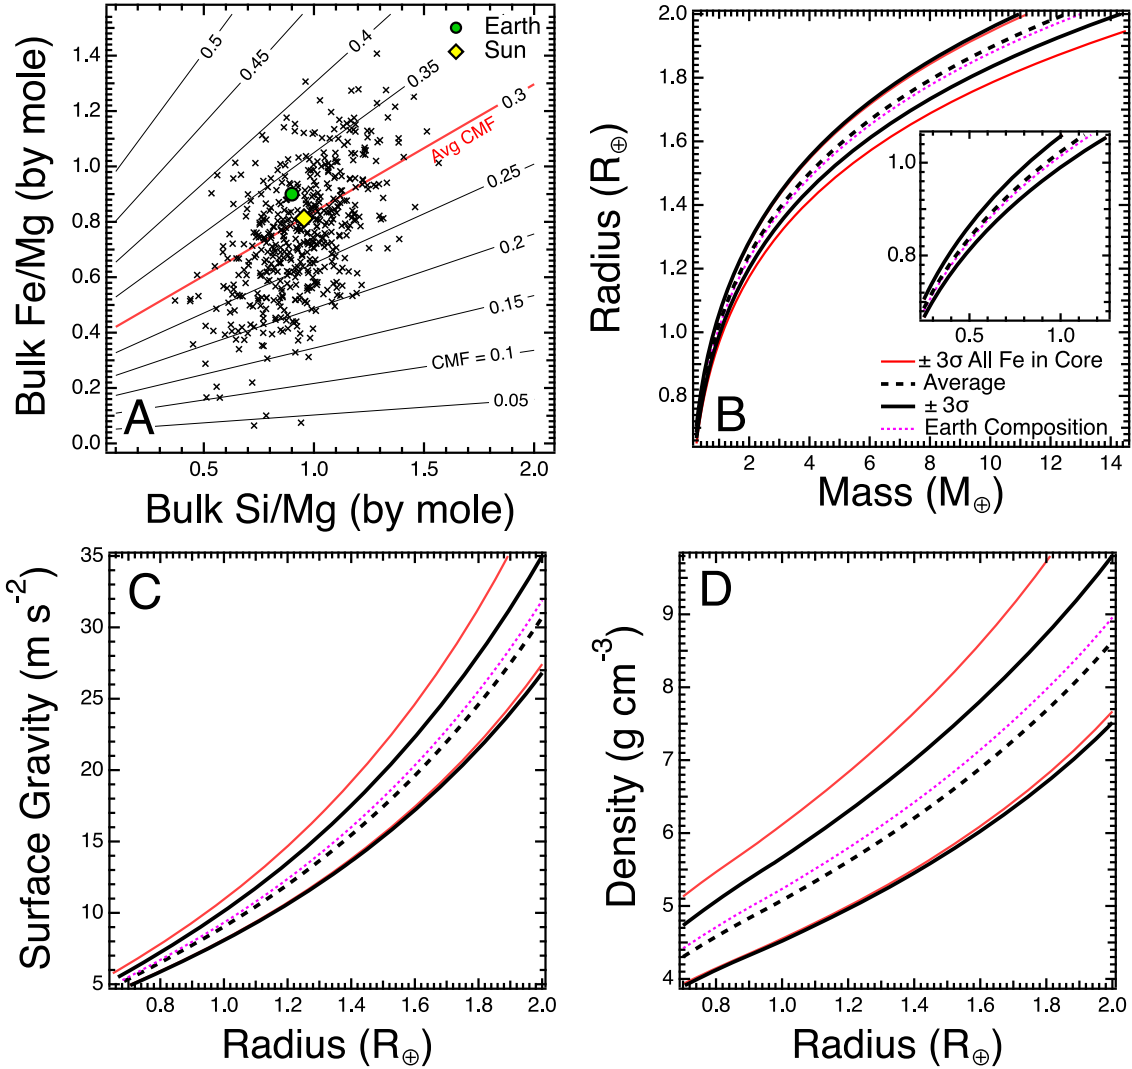 A
Bulk Fe/Mg (by mole)
1.4
1.2
1.0
0.8
0.6
0.4
0.2
0.0
0.5
0.45
0.4
0.35
0.3
Avg CMF
0.25
0.2
0.15
CMF = 0.1
0.05
Earth
Sun
0.5 1.0 1.5 2.0
Bulk Si/Mg (by mole)
B
Radius (R⊕)
2.0
1.8
1.6
1.4
1.2
1.0
0.8
1.0
0.8
0.5 1.0
± 3σ All Fe in Core
Average
± 3σ
Earth Composition
2 4 6 8 10 12 14
Mass (M⊕)
C
Surface Gravity (m s⁻²)
35
30
25
20
15
10
5
0.8 1.0 1.2 1.4 1.6 1.8 2.0
Radius (R⊕)
D
Density (g cm⁻³)
9
8
7
6
5
4
0.8 1.0 1.2 1.4 1.6 1.8 2.0
Radius (R⊕)